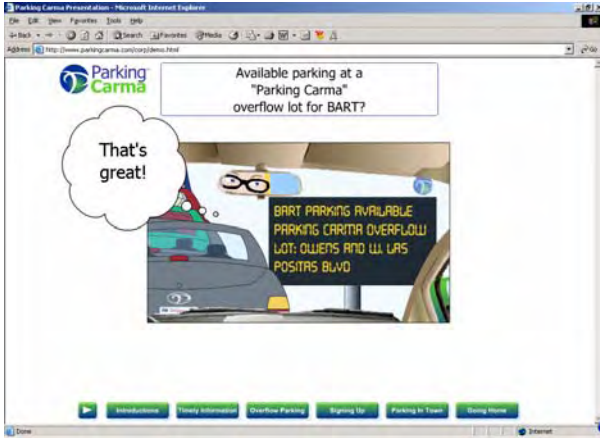 Parking Carma Presentation - Microsoft Internet Explorer
File Edit View Favorites Tools Help
Back Search Favorites Media
Address http://www.parkingcarma.com/corp/demo.html Go
Parking
Carma
Available parking at a
"Parking Carma"
overflow lot for BART?
That's
great!
BART PARKING AVAILABLE
PARKING CARMA OVERFLOW
LOT: OWENS AND W. LAS
POSITAS BLVD
Introductions Timely Information Overflow Parking Signing Up Parking In Town Going Home
Done Internet